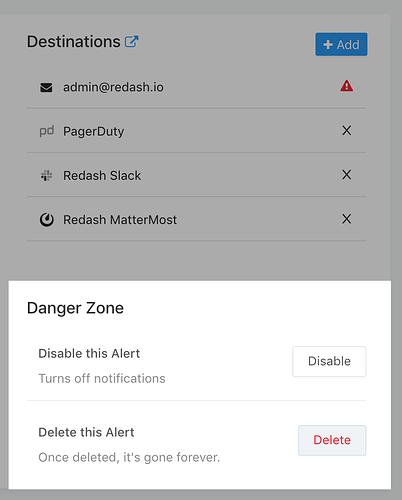 Destinations
+ Add
admin@redash.io
pd PagerDuty
Redash Slack
Redash MatterMost
Danger Zone
Disable this Alert
Disable
Turns off notifications
Delete this Alert
Delete
Once deleted, it's gone forever.